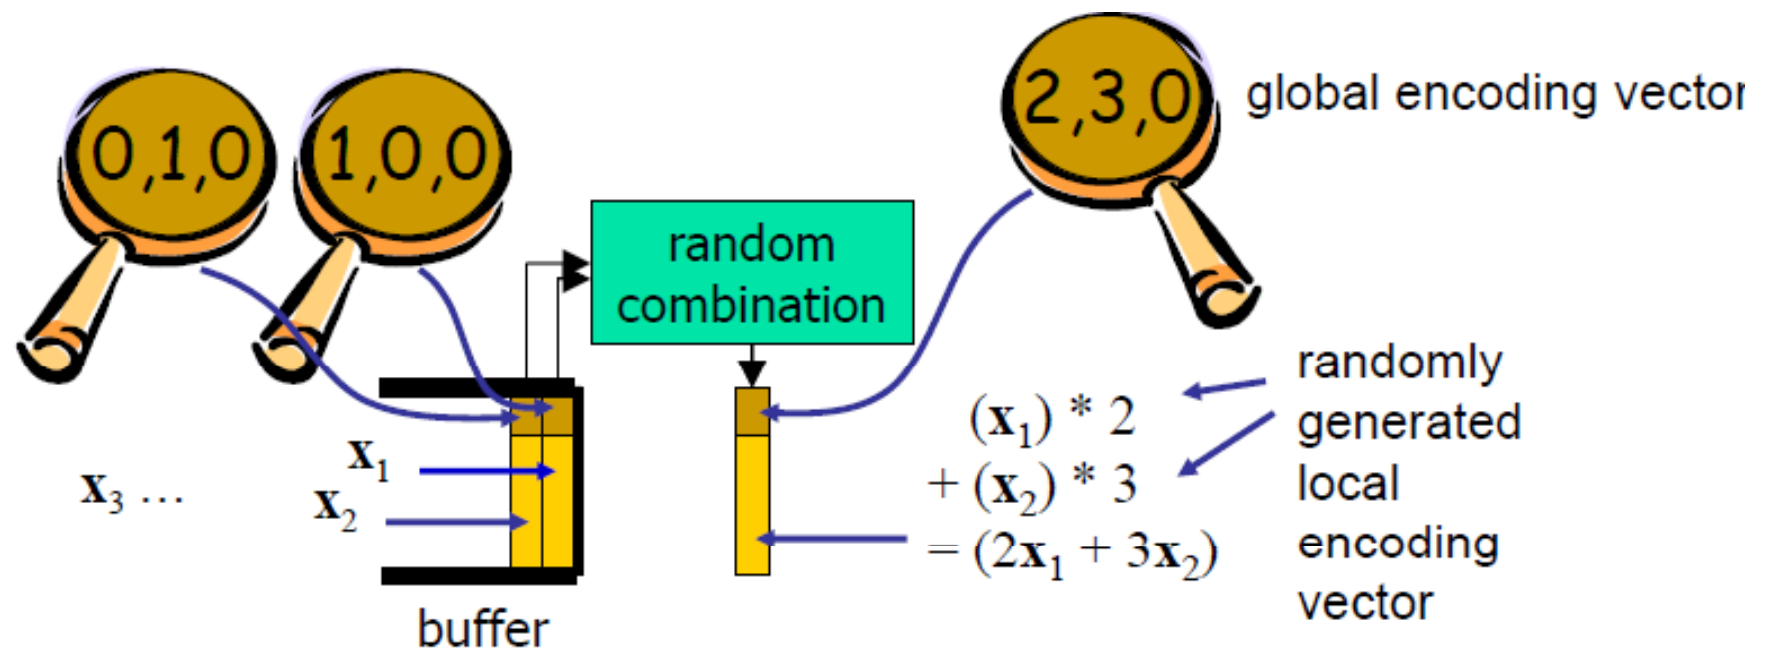 0,1,0
1,0,0
2,3,0
global encoding vector
random
combination
x₁
x₂
x₃ ...
buffer
(x₁) * 2
+ (x₂) * 3
= (2x₁ + 3x₂)
randomly
generated
local
encoding
vector